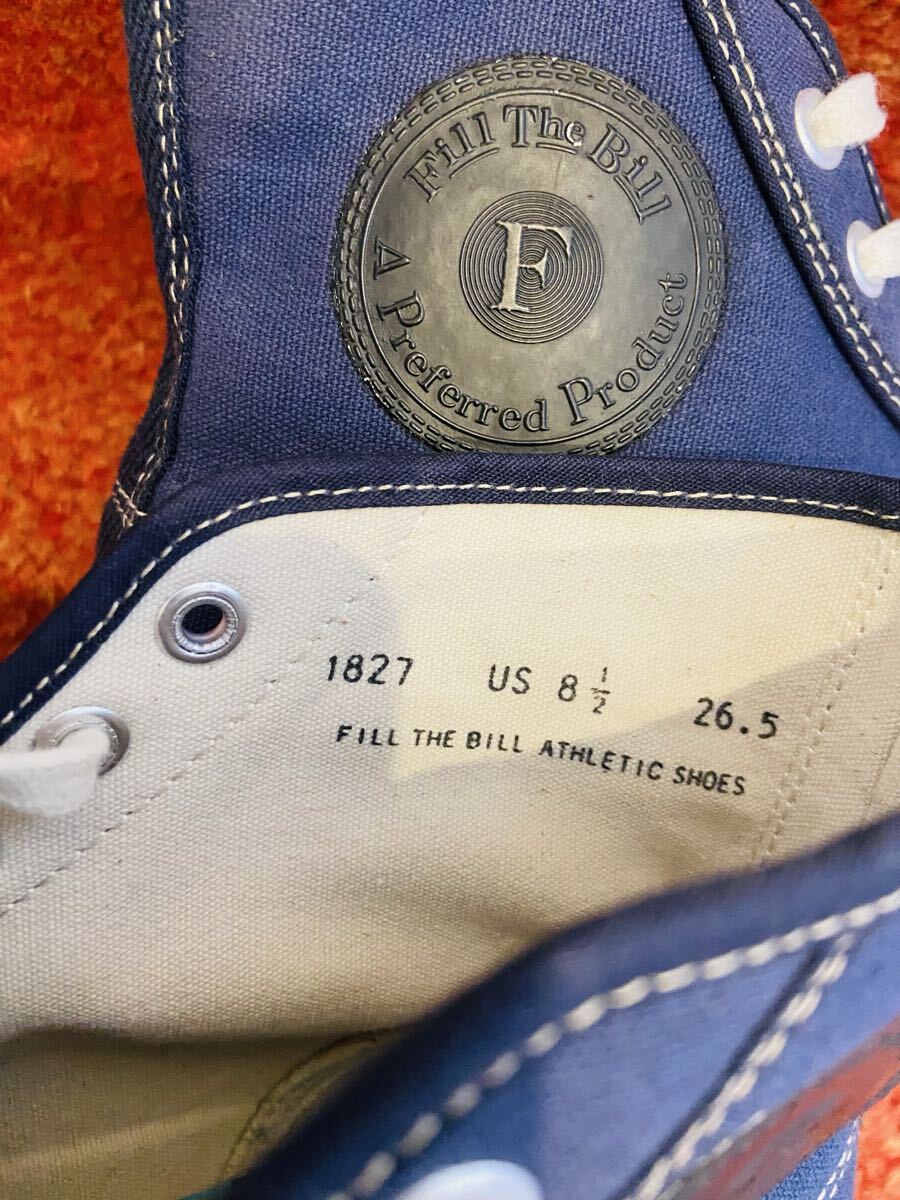 Fill The Bill
F
A Preferred Product
1827 US 8 1/2 26.5
FILL THE BILL ATHLETIC SHOES